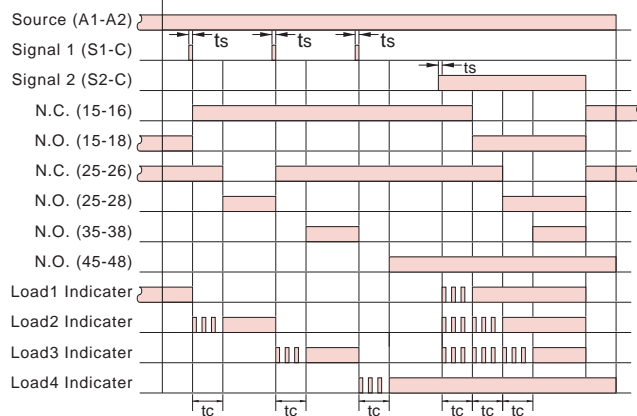 Source (A1-A2)
ts ts ts
Signal 1 (S1-C)
ts
Signal 2 (S2-C)
N.C. (15-16)
N.O. (15-18)
N.C. (25-26)
N.O. (25-28)
N.O. (35-38)
N.O. (45-48)
Load1 Indicater
Load2 Indicater
Load3 Indicater
Load4 Indicater
tc tc tc tc tc tc